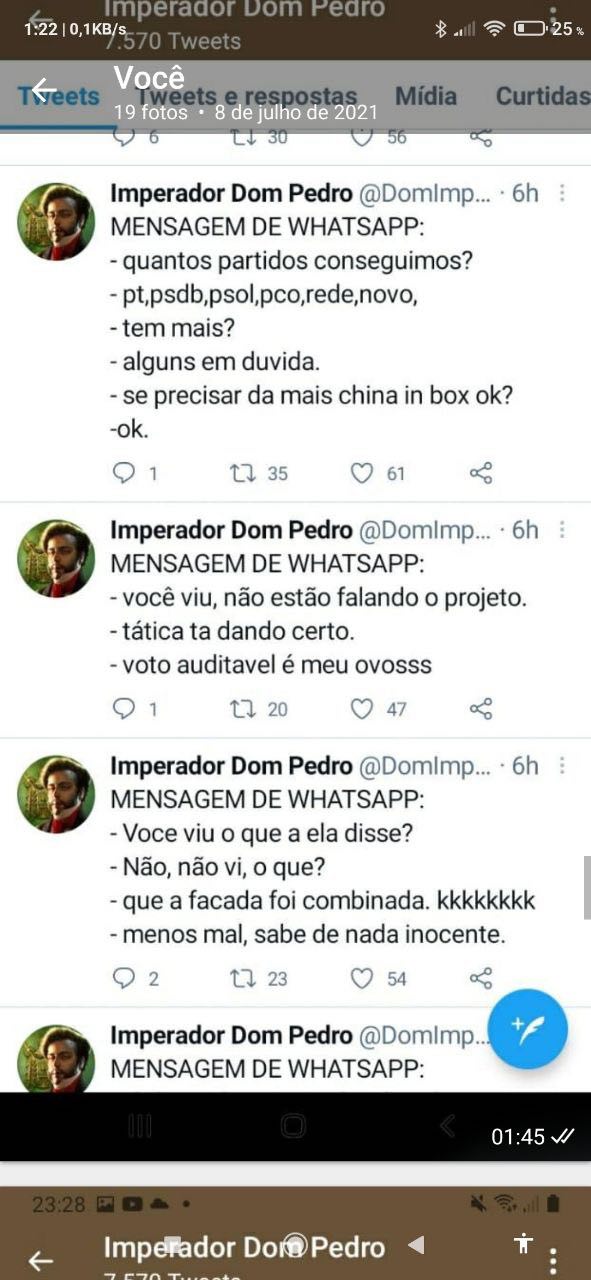 Imperador Dom Pedro
1:22 | 0,1KB/s 25 %
7.570 Tweets
Você
Tweets Tweets e respostas Mídia Curtidas
19 fotos • 8 de julho de 2021
6 30 56
Imperador Dom Pedro @DomImp... · 6h
MENSAGEM DE WHATSAPP:
- quantos partidos conseguimos?
- pt,psdb,psol,pco,rede,novo,
- tem mais?
- alguns em duvida.
- se precisar da mais china in box ok?
-ok.
1 35 61
Imperador Dom Pedro @DomImp... · 6h
MENSAGEM DE WHATSAPP:
- você viu, não estão falando o projeto.
- tática ta dando certo.
- voto auditavel é meu ovosss
1 20 47
Imperador Dom Pedro @DomImp... · 6h
MENSAGEM DE WHATSAPP:
- Voce viu o que a ela disse?
- Não, não vi, o que?
- que a facada foi combinada. kkkkkkkk
- menos mal, sabe de nada inocente.
2 23 54
Imperador Dom Pedro @DomImp...
MENSAGEM DE WHATSAPP:
01:45
23:28
Imperador Dom Pedro
7.570 Tweets